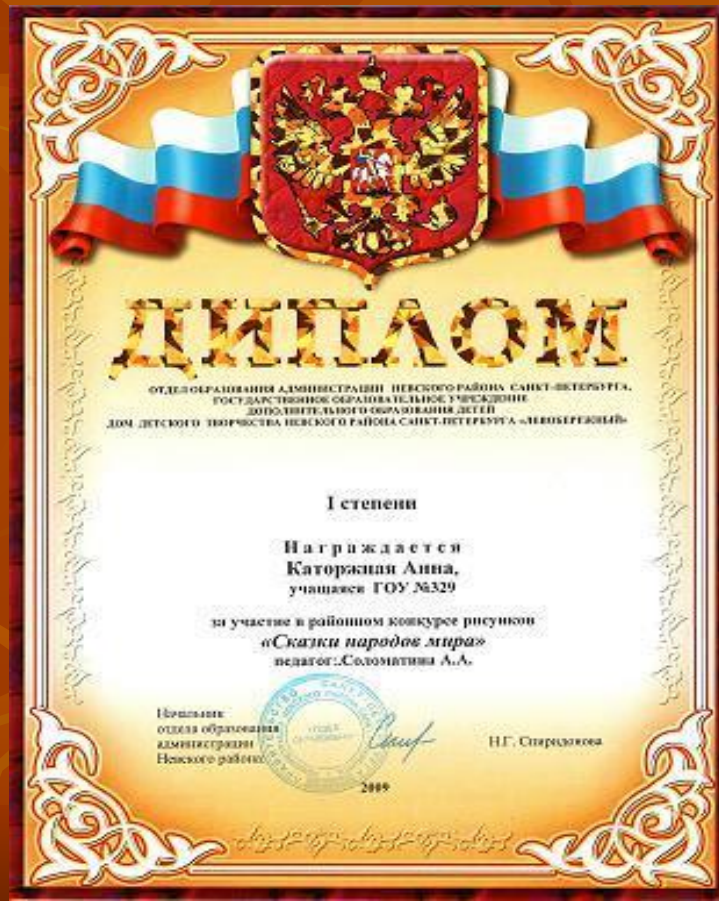 ДИПЛОМ
ОТДЕЛ ОБРАЗОВАНИЯ АДМИНИСТРАЦИИ НЕВСКОГО РАЙОНА САНКТ-ПЕТЕРБУРГА,
ГОСУДАРСТВЕННОЕ ОБРАЗОВАТЕЛЬНОЕ УЧРЕЖДЕНИЕ
ДОПОЛНИТЕЛЬНОГО ОБРАЗОВАНИЯ ДЕТЕЙ
ДОМ ДЕТСКОГО ТВОРЧЕСТВА НЕВСКОГО РАЙОНА САНКТ-ПЕТЕРБУРГА «ЛЕВОБЕРЕЖНЫЙ»
I степени
Награждается
Каторжная Анна,
учащаяся ГОУ №329
за участие в районном конкурсе рисунков
«Сказки народов мира»
педагог:.Соломатина А.А.
Начальник
отдела образования
администрации
Невского района
Н.Г. Спиридонова
2009